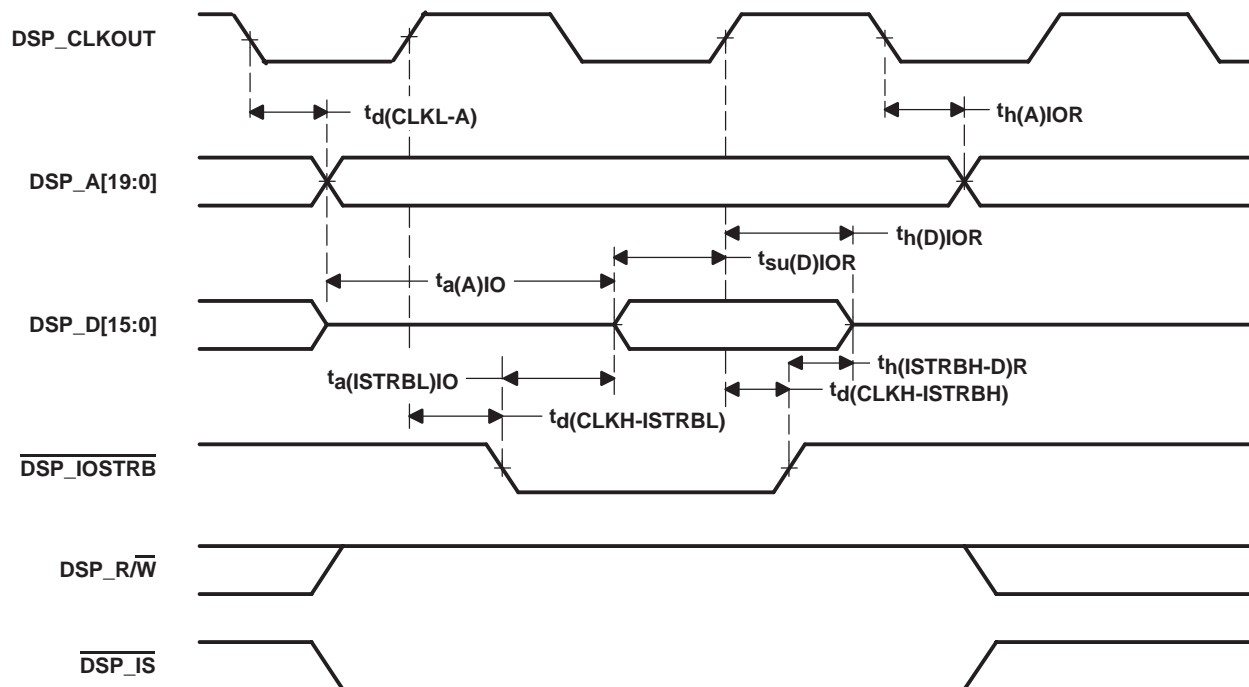 DSP_CLKOUT
td(CLKL-A)
th(A)IOR
DSP_A[19:0]
th(D)IOR
tsu(D)IOR
ta(A)IO
DSP_D[15:0]
th(ISTRBH-D)R
ta(ISTRBL)IO
td(CLKH-ISTRBH)
td(CLKH-ISTRBL)
DSP_IOSTRB
DSP_R/W
DSP_IS